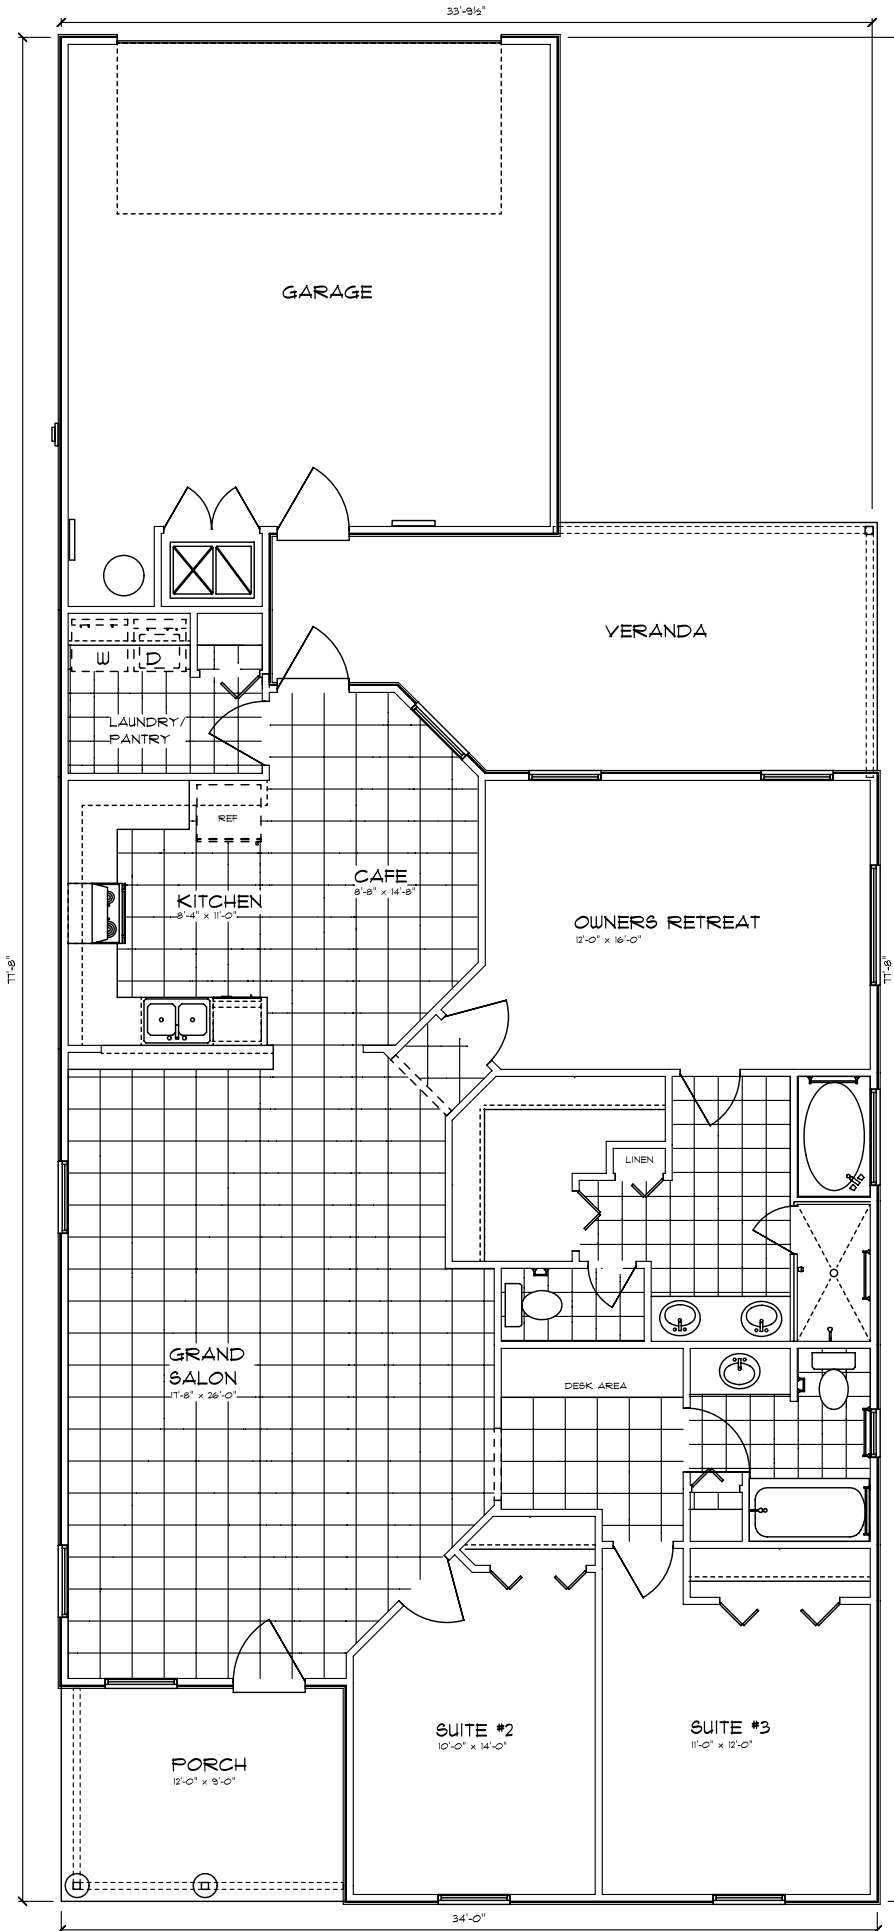 33'-9½"
GARAGE
VERANDA
W D
LAUNDRY/
PANTRY
REF
CAFE
8'-8" x 14'-8"
KITCHEN
8'-4" x 11'-0"
OWNERS RETREAT
12'-0" x 16'-0"
77'-8"
77'-8"
LINEN
GRAND
SALON
17'-8" x 26'-0"
DESK AREA
SUITE #2
10'-0" x 14'-0"
SUITE #3
11'-0" x 12'-0"
PORCH
12'-0" x 9'-0"
34'-0"